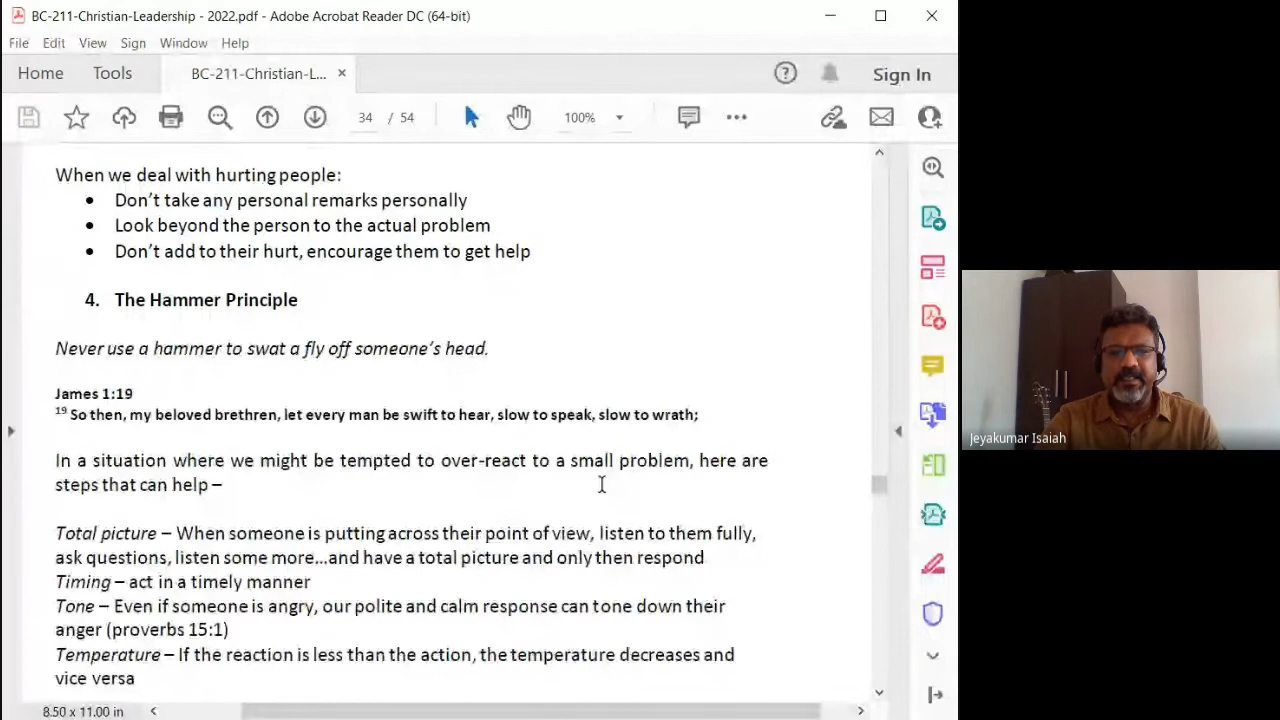 BC-211-Christian-Leadership - 2022.pdf - Adobe Acrobat Reader DC (64-bit)
File Edit View Sign Window Help
Home Tools BC-211-Christian-L... × Sign In
34 / 54 100%
When we deal with hurting people:
• Don't take any personal remarks personally
• Look beyond the person to the actual problem
• Don't add to their hurt, encourage them to get help
4. The Hammer Principle
Never use a hammer to swat a fly off someone's head.
James 1:19
19 So then, my beloved brethren, let every man be swift to hear, slow to speak, slow to wrath;
In a situation where we might be tempted to over-react to a small problem, here are
steps that can help –
Total picture – When someone is putting across their point of view, listen to them fully,
ask questions, listen some more...and have a total picture and only then respond
Timing – act in a timely manner
Tone – Even if someone is angry, our polite and calm response can tone down their
anger (proverbs 15:1)
Temperature – If the reaction is less than the action, the temperature decreases and
vice versa
8.50 x 11.00 in
Jeyakumar Isaiah